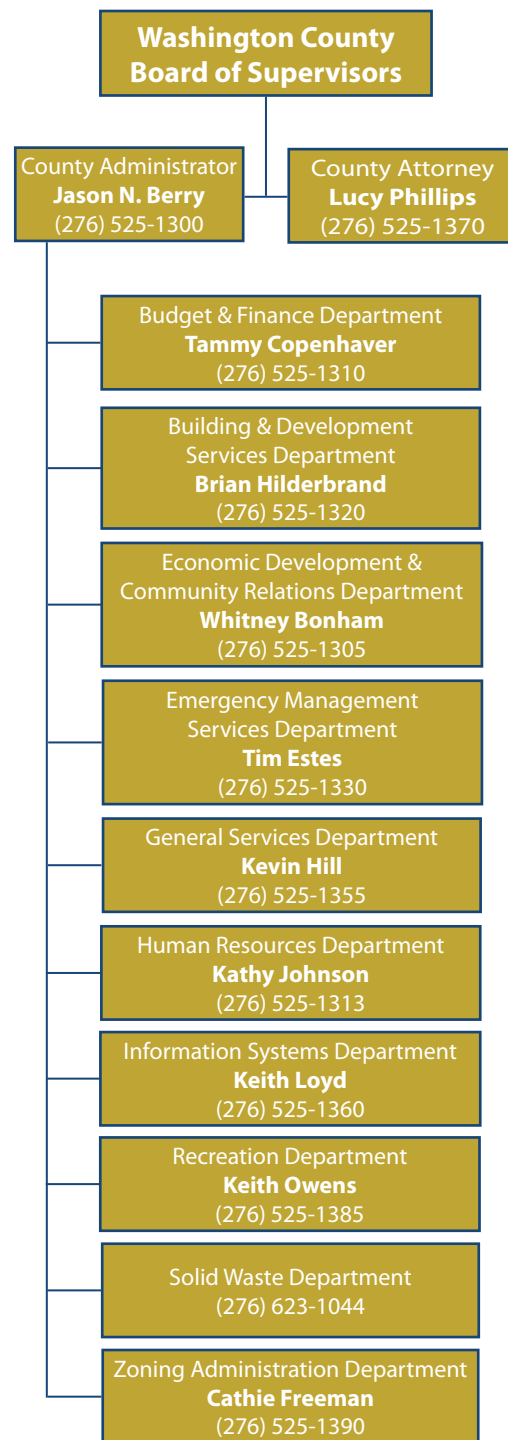 Washington County
Board of Supervisors
County Administrator
Jason N. Berry
(276) 525-1300
County Attorney
Lucy Phillips
(276) 525-1370
Budget & Finance Department
Tammy Copenhaver
(276) 525-1310
Building & Development
Services Department
Brian Hilderbrand
(276) 525-1320
Economic Development &
Community Relations Department
Whitney Bonham
(276) 525-1305
Emergency Management
Services Department
Tim Estes
(276) 525-1330
General Services Department
Kevin Hill
(276) 525-1355
Human Resources Department
Kathy Johnson
(276) 525-1313
Information Systems Department
Keith Loyd
(276) 525-1360
Recreation Department
Keith Owens
(276) 525-1385
Solid Waste Department
(276) 623-1044
Zoning Administration Department
Cathie Freeman
(276) 525-1390